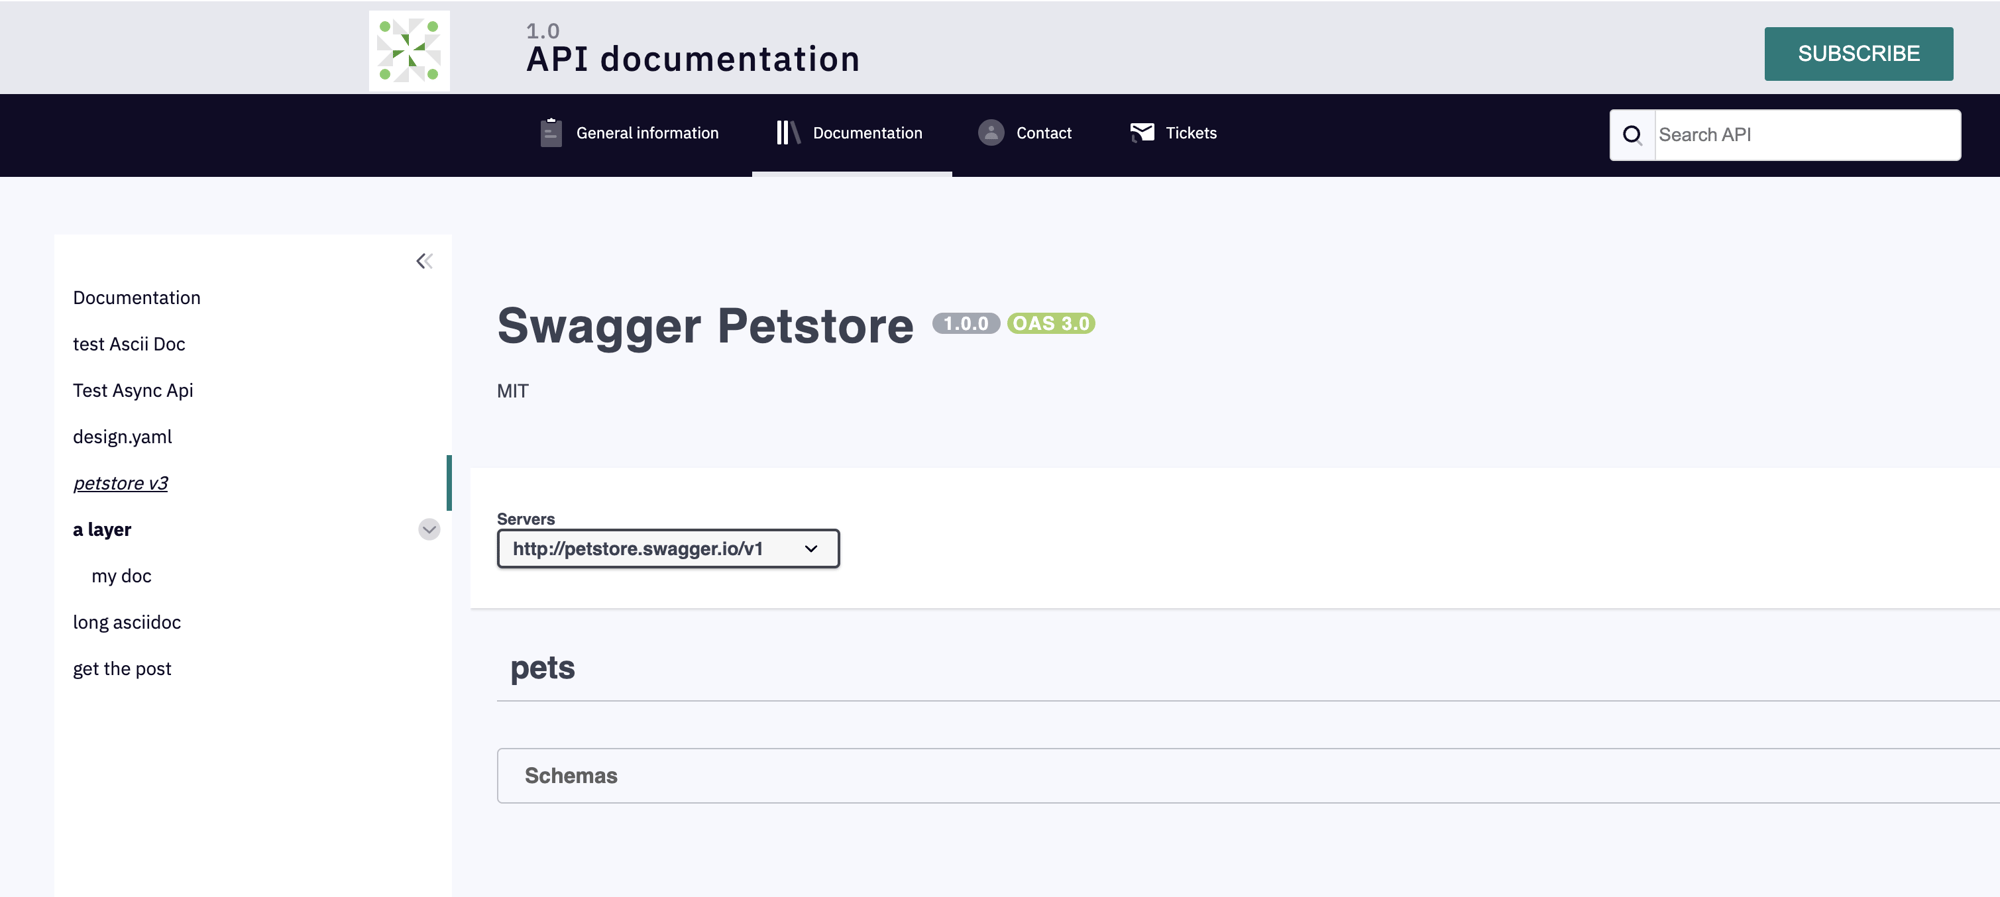 1.0
API documentation
SUBSCRIBE
General information
Documentation
Contact
Tickets
Search API
Documentation
test Ascii Doc
Test Async Api
design.yaml
petstore v3
a layer
my doc
long asciidoc
get the post
Swagger Petstore 1.0.0 OAS 3.0
MIT
Servers
http://petstore.swagger.io/v1
pets
Schemas